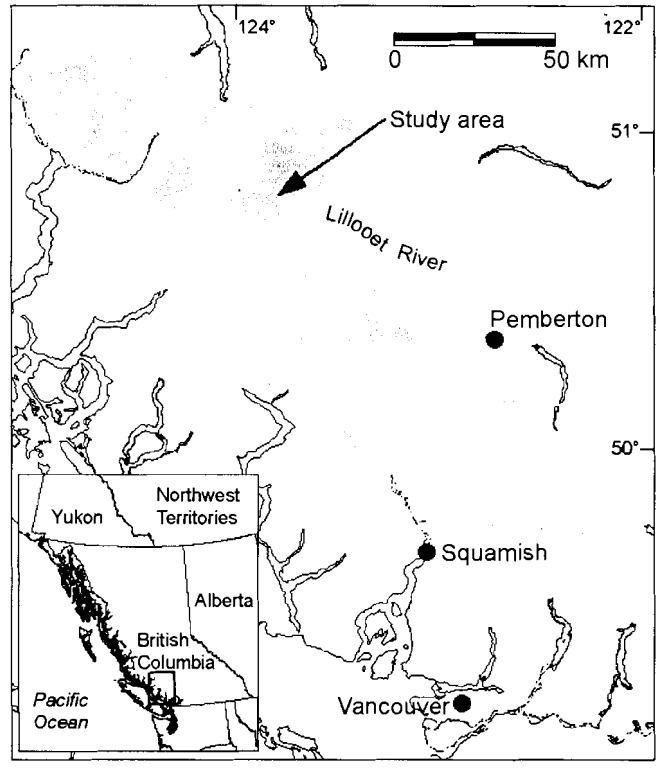 124°
122°
0
50 km
Study area
51°
Lillooet River
Pemberton
50°
Northwest
Territories
Yukon
Squamish
Alberta
British
Columbia
Pacific
Ocean
Vancouver